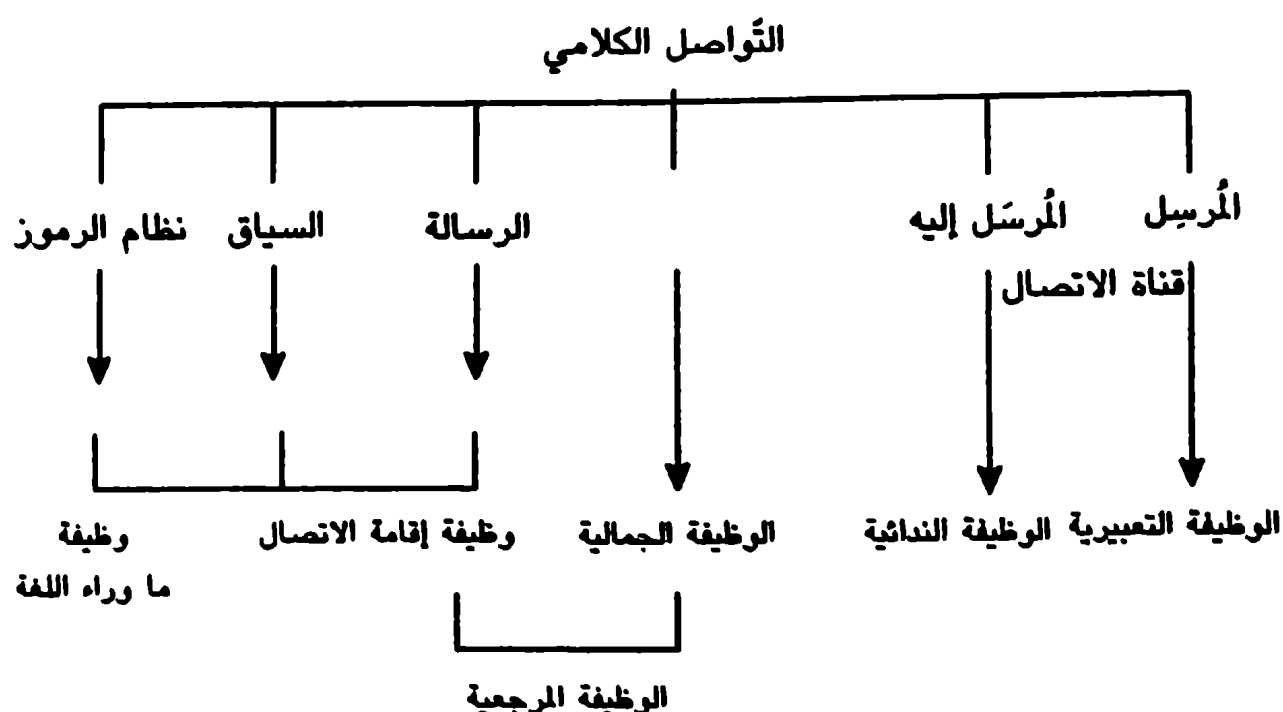 التَّواصل الكلامي
المُرسِل المُرسَل إليه الرسالة السياق نظام الرموز
قناة الاتصال
الوظيفة التعبيرية الوظيفة الندائية الوظيفة الجمالية وظيفة إقامة الاتصال وظيفة
ما وراء اللغة
الوظيفة المرجعية